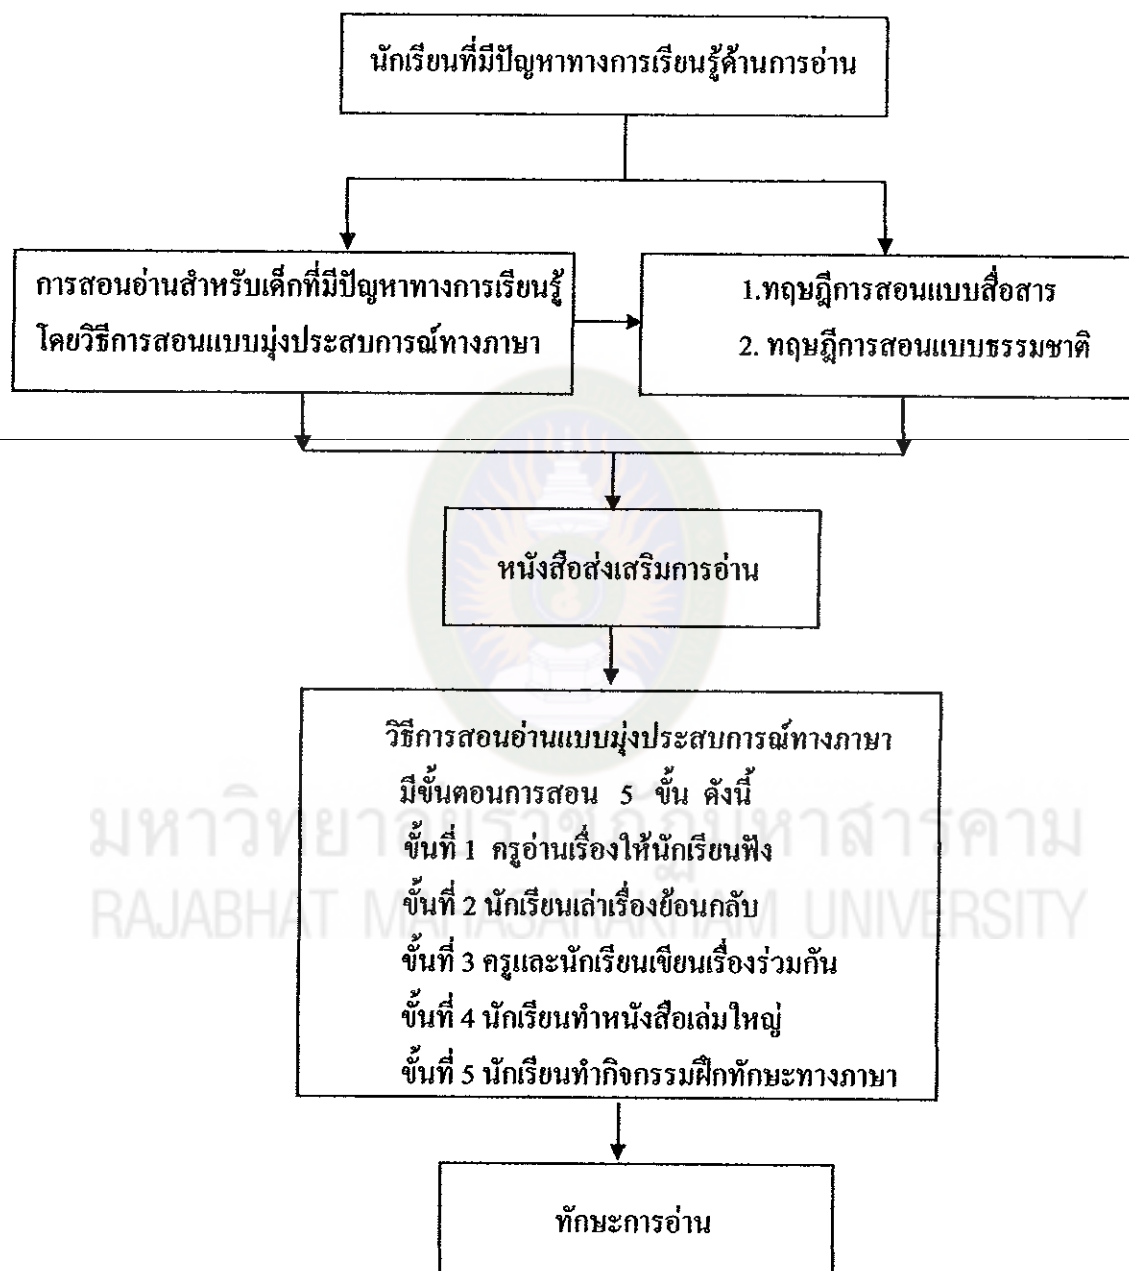 นักเรียนที่มีปัญหาทางการเรียนรู้ด้านการอ่าน
การสอนอ่านสำหรับเด็กที่มีปัญหาทางการเรียนรู้
โดยวิธีการสอนแบบมุ่งประสบการณ์ทางภาษา
1.ทฤษฎีการสอนแบบสื่อสาร
2. ทฤษฎีการสอนแบบธรรมชาติ
หนังสือส่งเสริมการอ่าน
วิธีการสอนอ่านแบบมุ่งประสบการณ์ทางภาษา
มีขั้นตอนการสอน 5 ขั้น ดังนี้
ขั้นที่ 1 ครูอ่านเรื่องให้นักเรียนฟัง
ขั้นที่ 2 นักเรียนเล่าเรื่องย้อนกลับ
ขั้นที่ 3 ครูและนักเรียนเขียนเรื่องร่วมกัน
ขั้นที่ 4 นักเรียนทำหนังสือเล่มใหญ่
ขั้นที่ 5 นักเรียนทำกิจกรรมฝึกทักษะทางภาษา
มหาวิทยาลัยราชภัฏมหาสารคาม
RAJABHAT MAHASARAKHAM UNIVERSITY
ทักษะการอ่าน